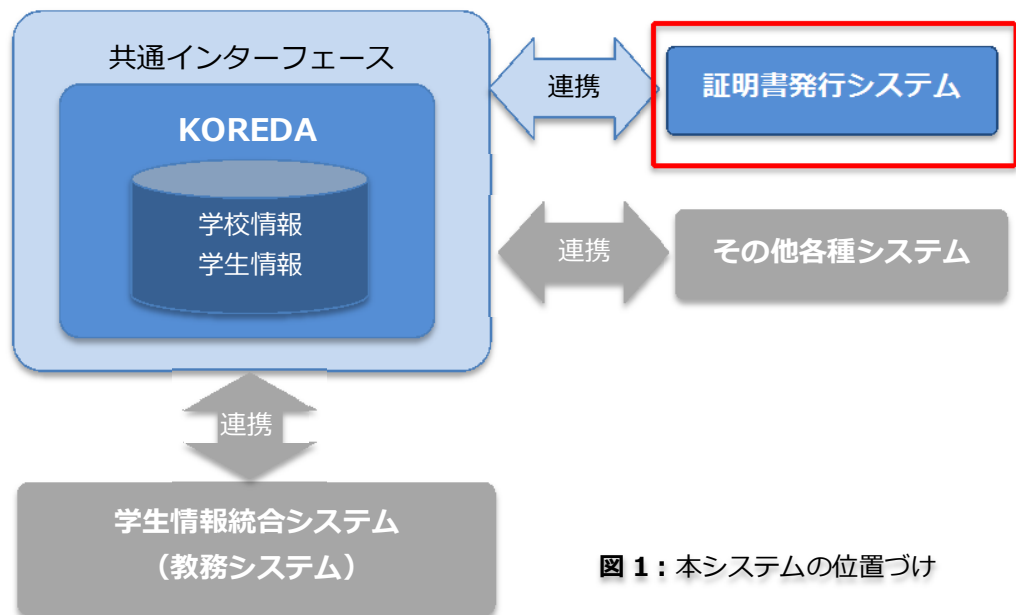 共通インターフェース
KOREDA
学校情報
学生情報
連携
証明書発行システム
連携
その他各種システム
連携
学生情報統合システム
（教務システム）
図 1：本システムの位置づけ